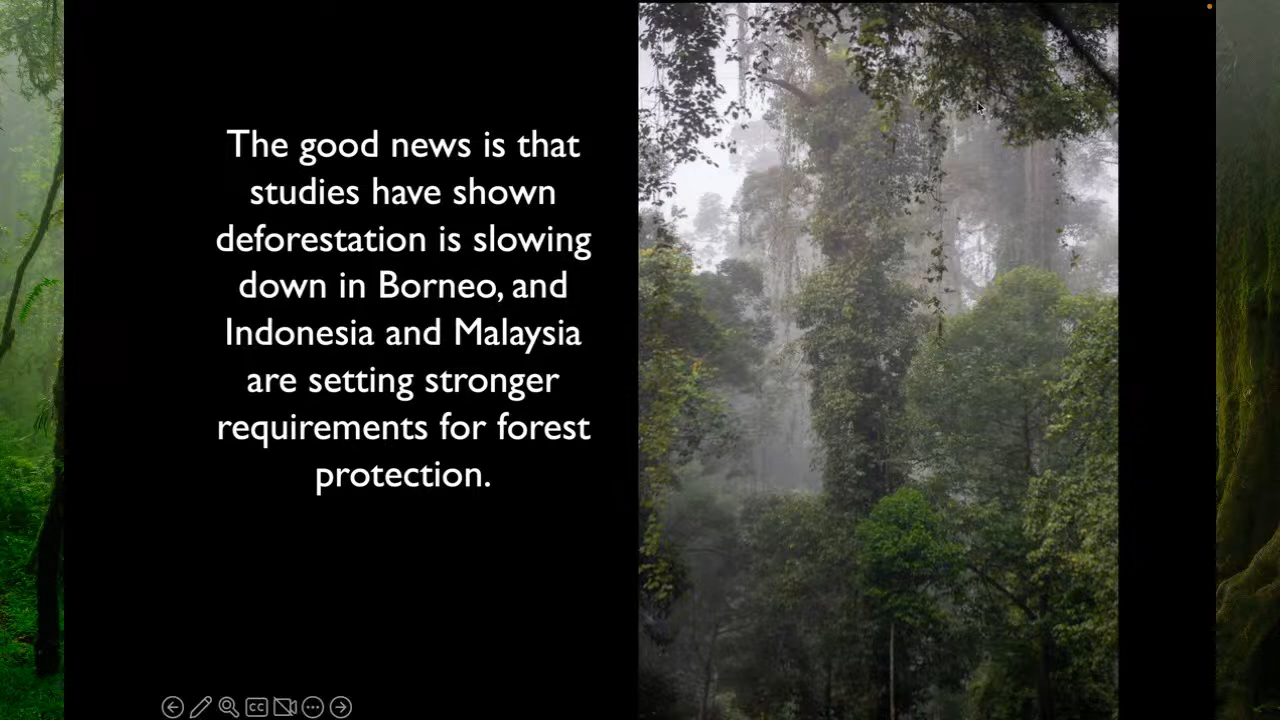 The good news is that
studies have shown
deforestation is slowing
down in Borneo, and
Indonesia and Malaysia
are setting stronger
requirements for forest
protection.
CC